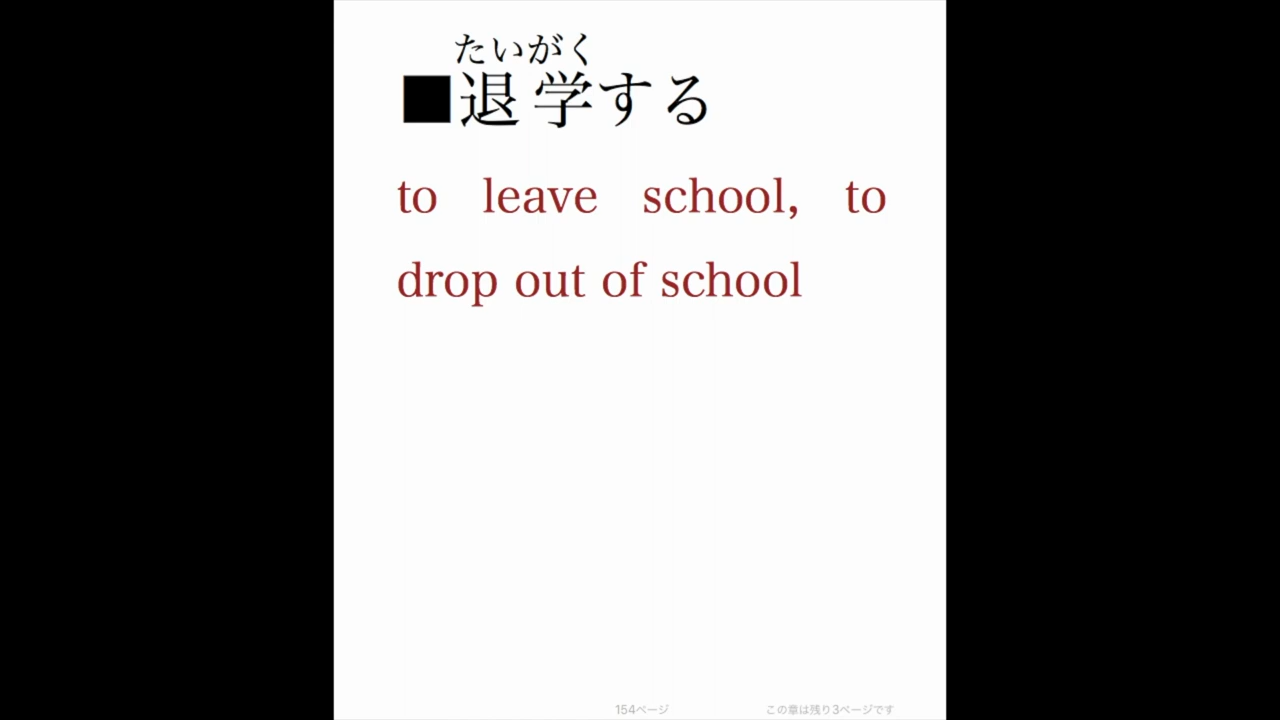 たいがく
■退学する
to leave school, to
drop out of school
154ページ
この章は残り3ページです